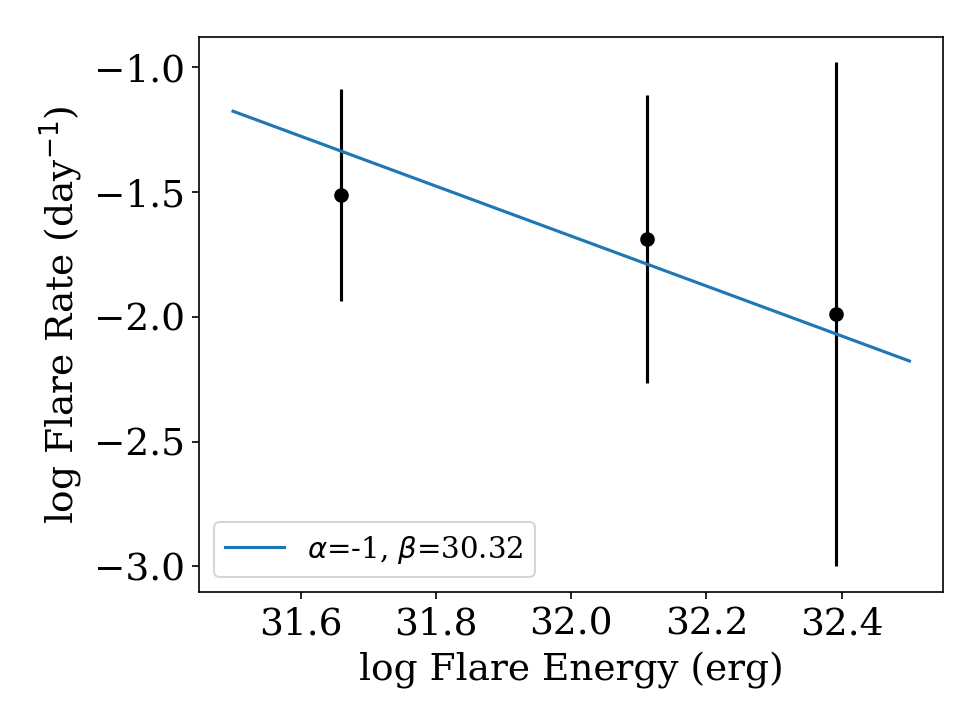 log Flare Rate (day⁻¹)
−1.0
−1.5
−2.0
−2.5
−3.0
α=-1, β=30.32
31.6 31.8 32.0 32.2 32.4
log Flare Energy (erg)